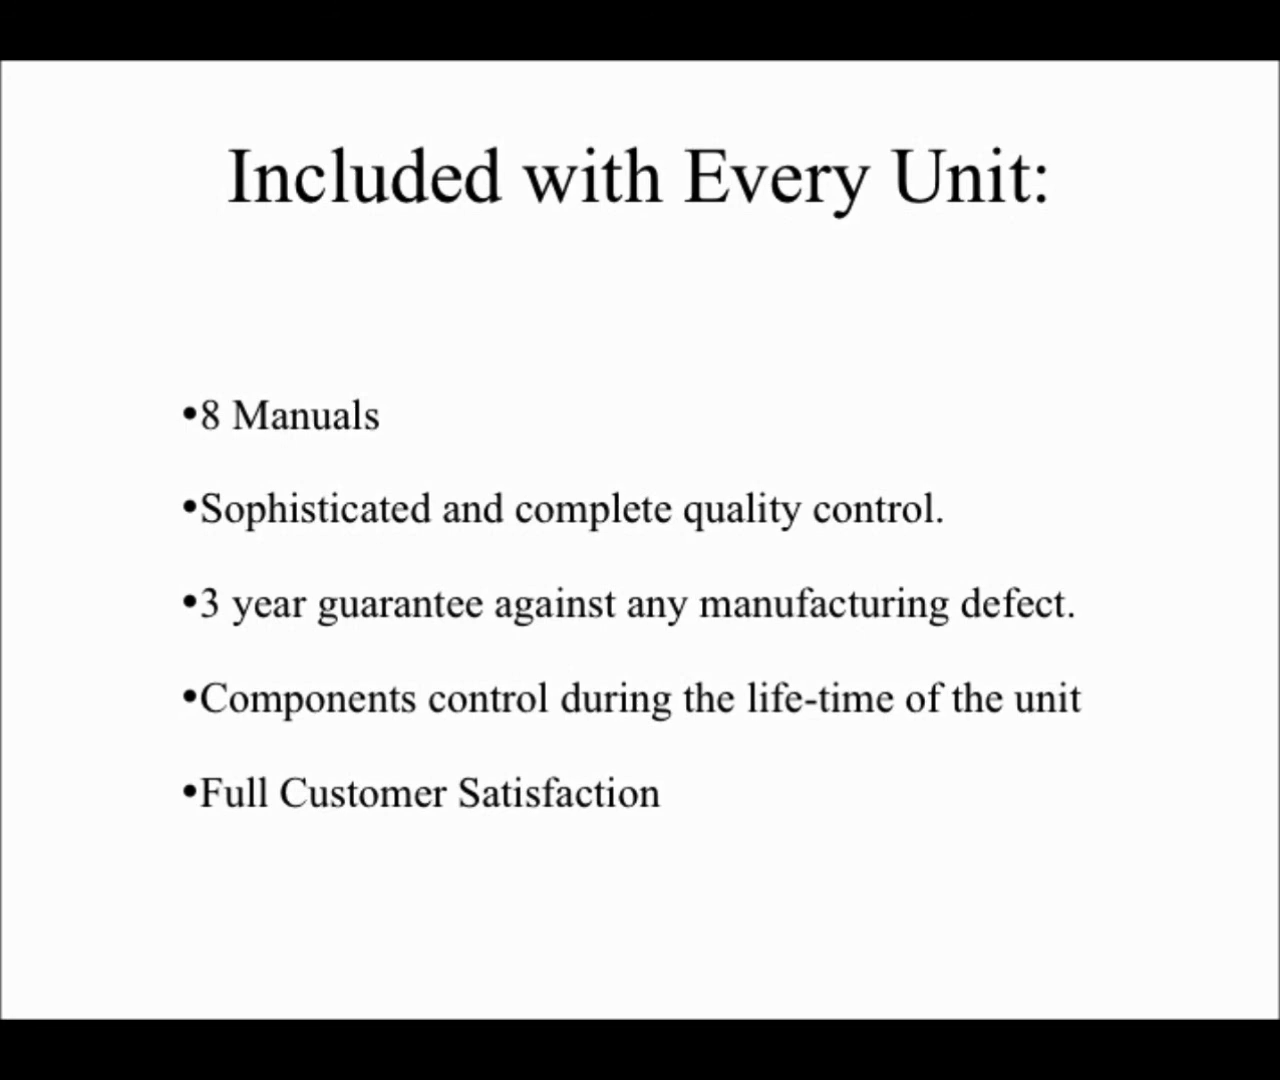 Included with Every Unit:
•8 Manuals
•Sophisticated and complete quality control.
•3 year guarantee against any manufacturing defect.
•Components control during the life-time of the unit
•Full Customer Satisfaction